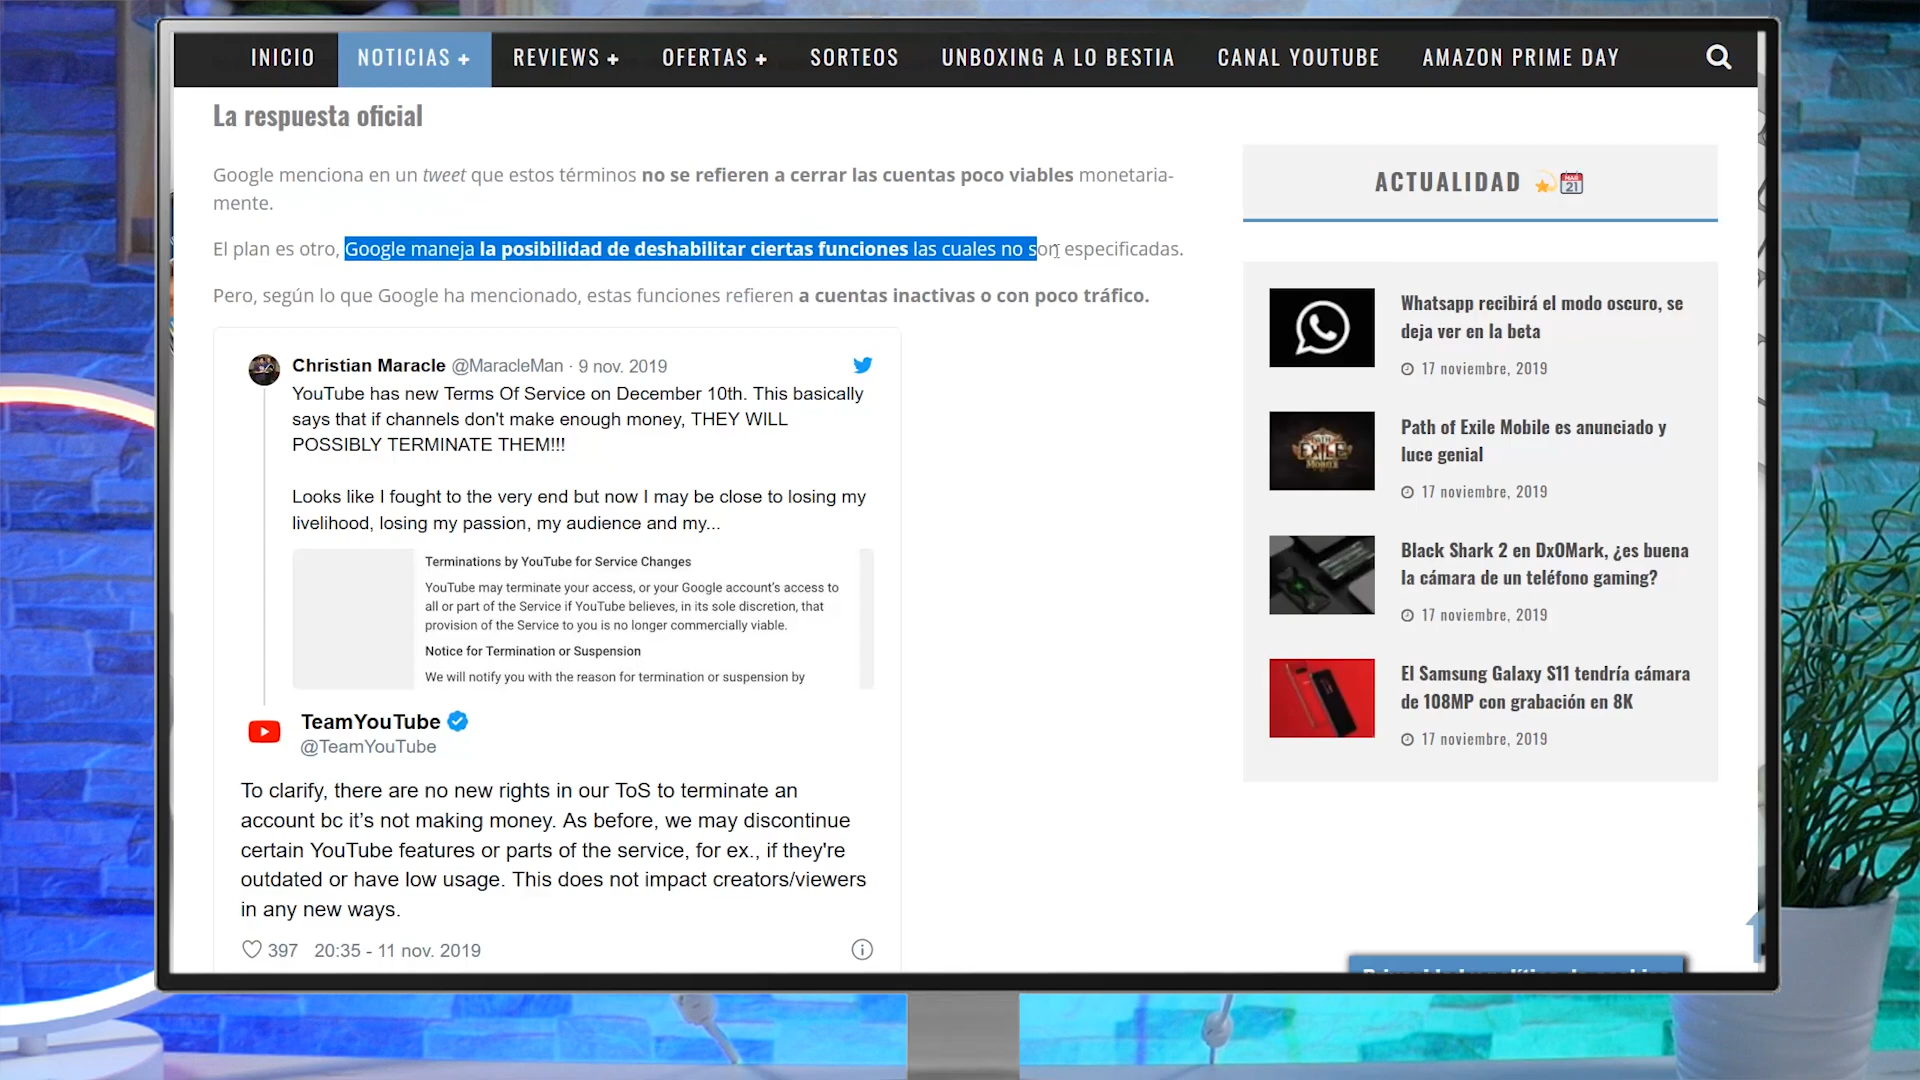 INICIO NOTICIAS + REVIEWS + OFERTAS + SORTEOS UNBOXING A LO BESTIA CANAL YOUTUBE AMAZON PRIME DAY
La respuesta oficial
Google menciona en un tweet que estos términos no se refieren a cerrar las cuentas poco viables monetaria-
mente.
El plan es otro, Google maneja la posibilidad de deshabilitar ciertas funciones las cuales no son especificadas.
Pero, según lo que Google ha mencionado, estas funciones refieren a cuentas inactivas o con poco tráfico.
Christian Maracle @MaracleMan · 9 nov. 2019
YouTube has new Terms Of Service on December 10th. This basically
says that if channels don't make enough money, THEY WILL
POSSIBLY TERMINATE THEM!!!
Looks like I fought to the very end but now I may be close to losing my
livelihood, losing my passion, my audience and my...
Terminations by YouTube for Service Changes
YouTube may terminate your access, or your Google account's access to
all or part of the Service if YouTube believes, in its sole discretion, that
provision of the Service to you is no longer commercially viable.
Notice for Termination or Suspension
We will notify you with the reason for termination or suspension by
TeamYouTube
@TeamYouTube
To clarify, there are no new rights in our ToS to terminate an
account bc it's not making money. As before, we may discontinue
certain YouTube features or parts of the service, for ex., if they're
outdated or have low usage. This does not impact creators/viewers
in any new ways.
397 20:35 - 11 nov. 2019
ACTUALIDAD
MAR
21
Whatsapp recibirá el modo oscuro, se
deja ver en la beta
17 noviembre, 2019
PATH OF
EXILE
MOBILE
Path of Exile Mobile es anunciado y
luce genial
17 noviembre, 2019
Black Shark 2 en DxOMark, ¿es buena
la cámara de un teléfono gaming?
17 noviembre, 2019
El Samsung Galaxy S11 tendría cámara
de 108MP con grabación en 8K
17 noviembre, 2019